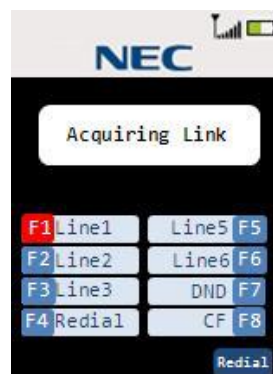 NEC
Acquiring Link
F1 Line1 Line5 F5
F2 Line2 Line6 F6
F3 Line3 DND F7
F4 Redial CF F8
Redial